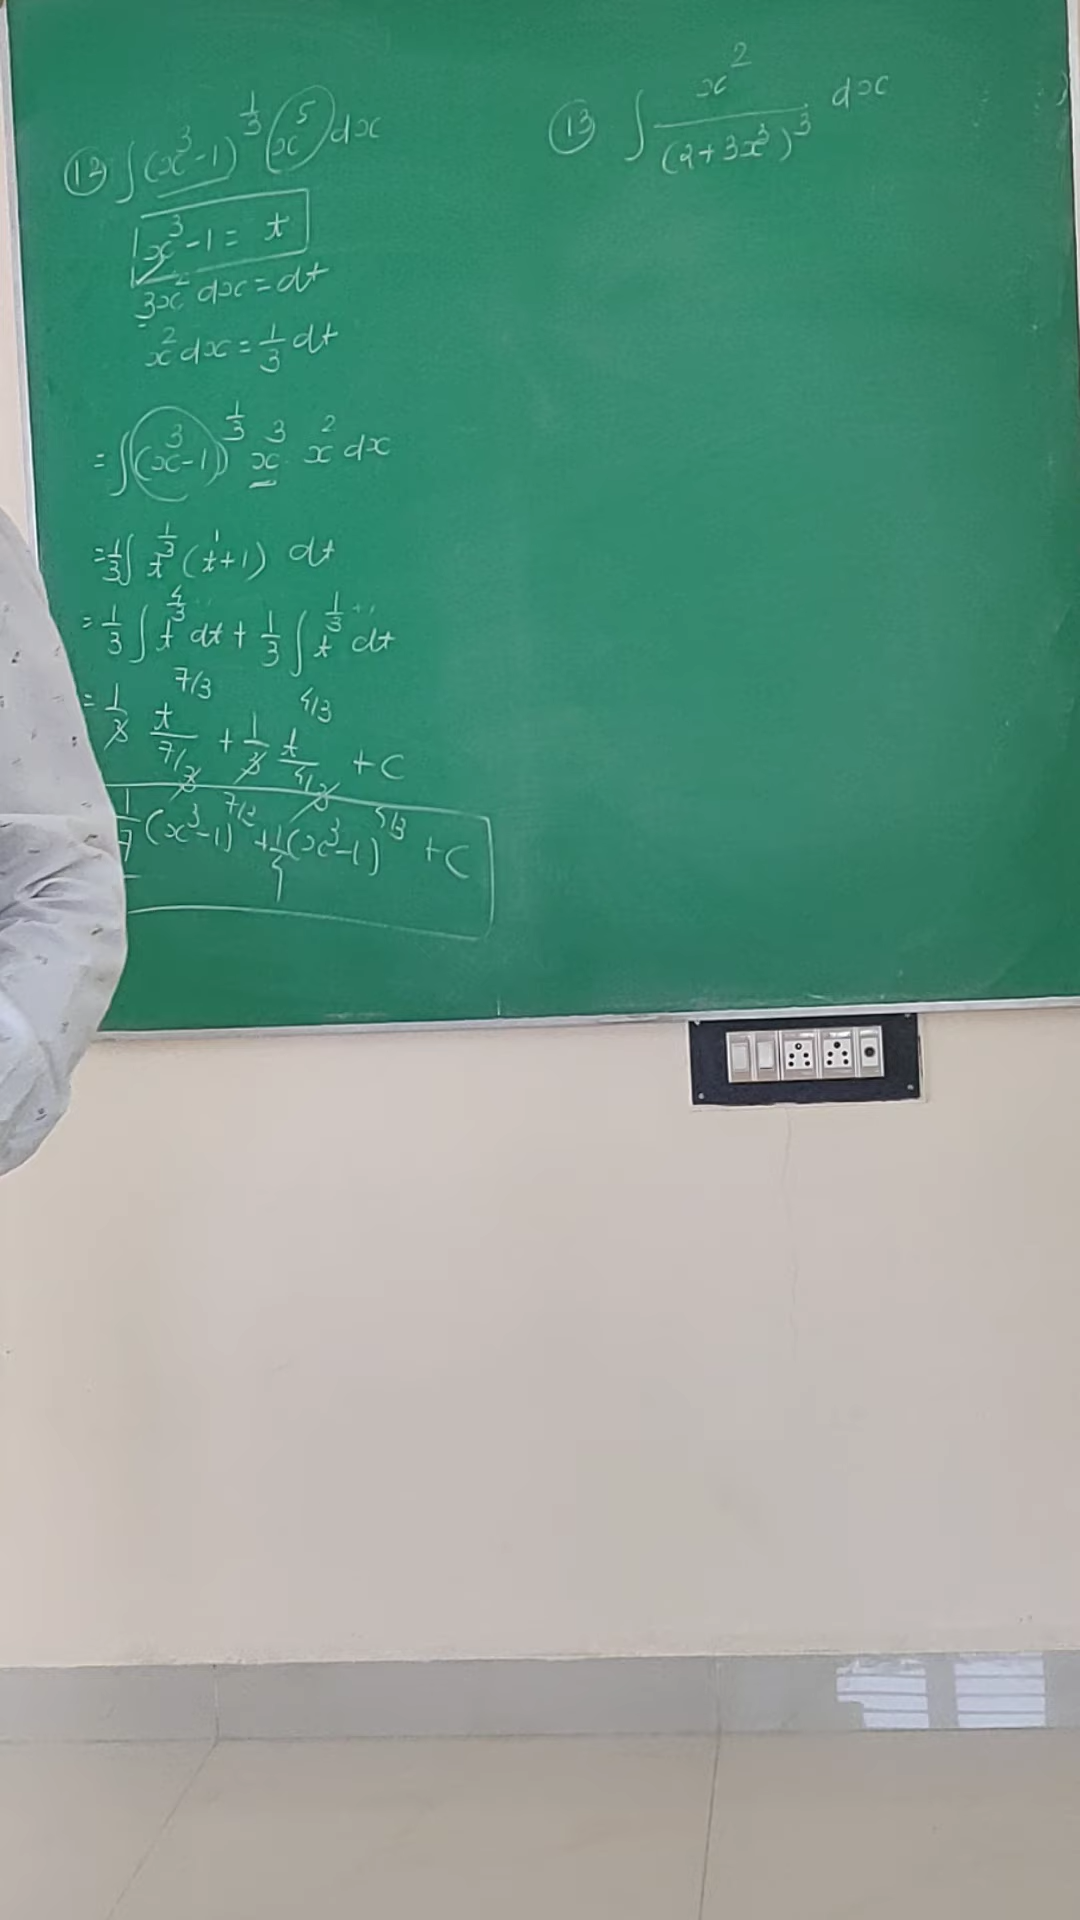 (12) ∫(x³-1)^(1/3) (x⁵) dx
x³-1 = t
3x² dx = dt
x² dx = 1/3 dt
= ∫(x³-1)^(1/3) x³. x² dx
= 1/3 ∫ t^(1/3) (t¹+1) dt
= 1/3 ∫ t^(4/3) dt + 1/3 ∫ t^(1/3) dt
= 1/3 t^(7/3)/(7/3) + 1/3 t^(4/3)/(4/3) + C
1/7 (x³-1)^(7/3) + 1/4 (x³-1)^(4/3) + C
(13) ∫ x²/(2+3x³)³ dx